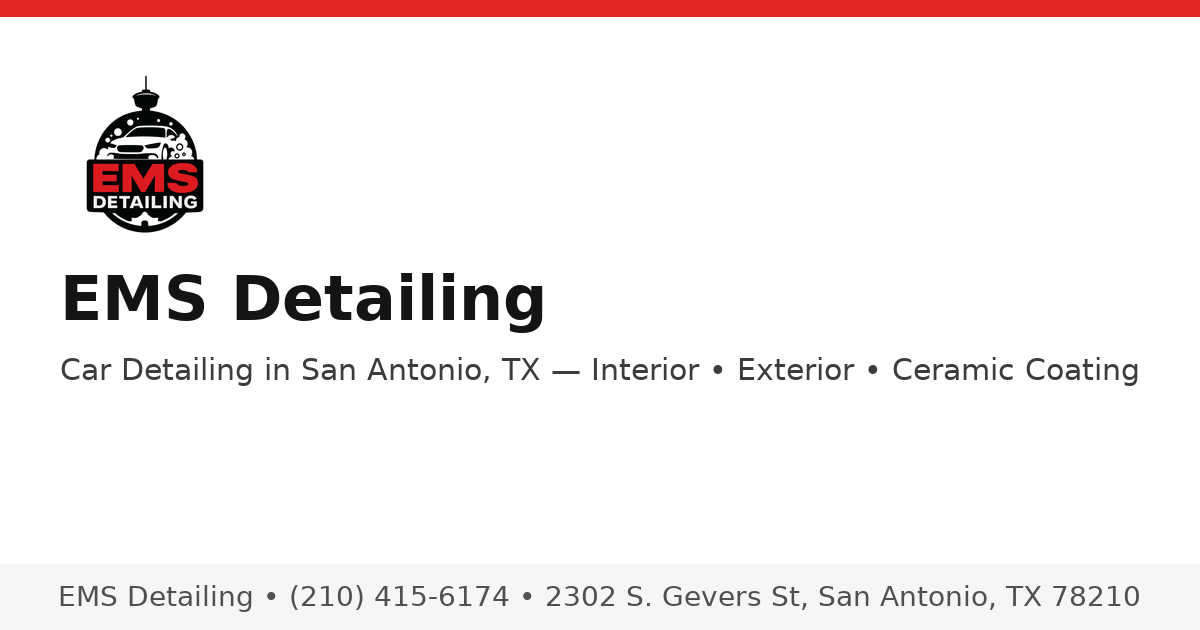 EMS
DETAILING
EMS Detailing
Car Detailing in San Antonio, TX — Interior • Exterior • Ceramic Coating
EMS Detailing • (210) 415-6174 • 2302 S. Gevers St, San Antonio, TX 78210